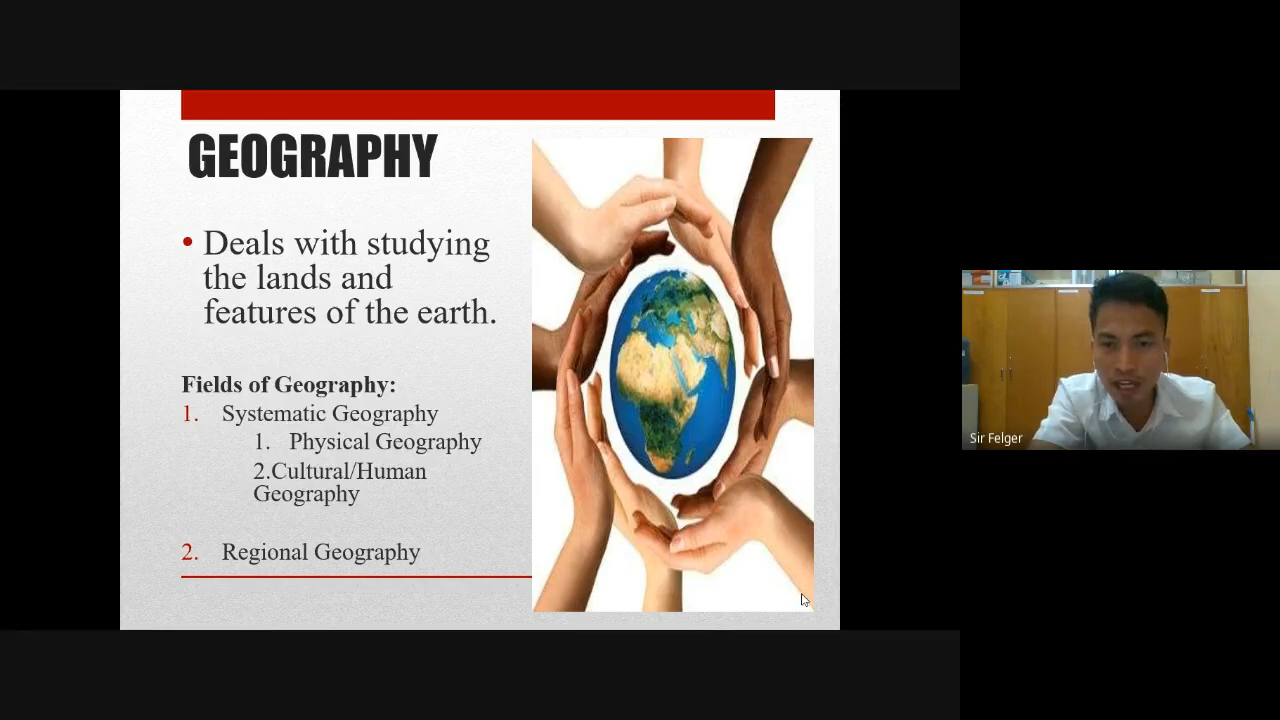 GEOGRAPHY
• Deals with studying
the lands and
features of the earth.
Fields of Geography:
1. Systematic Geography
1. Physical Geography
2.Cultural/Human
Geography
2. Regional Geography
Sir Felger